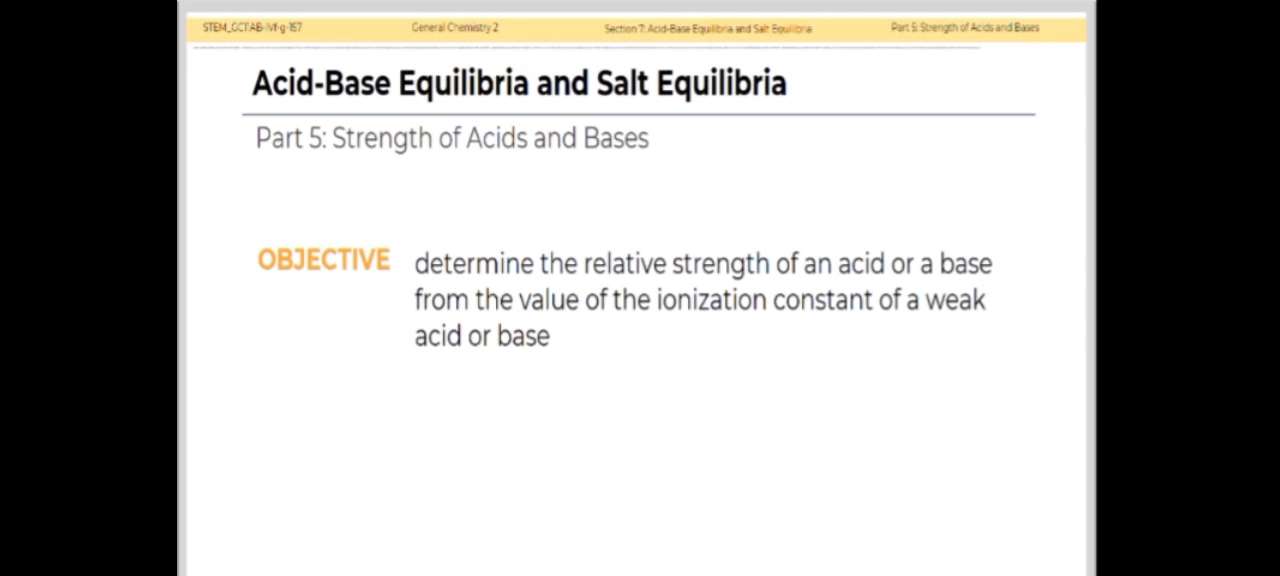 STEM_GCTAB-IVf-g-157 General Chemistry 2 Section 7: Acid-Base Equilibria and Salt Equilibria Part 5: Strength of Acids and Bases
Acid-Base Equilibria and Salt Equilibria
Part 5: Strength of Acids and Bases
OBJECTIVE determine the relative strength of an acid or a base
from the value of the ionization constant of a weak
acid or base